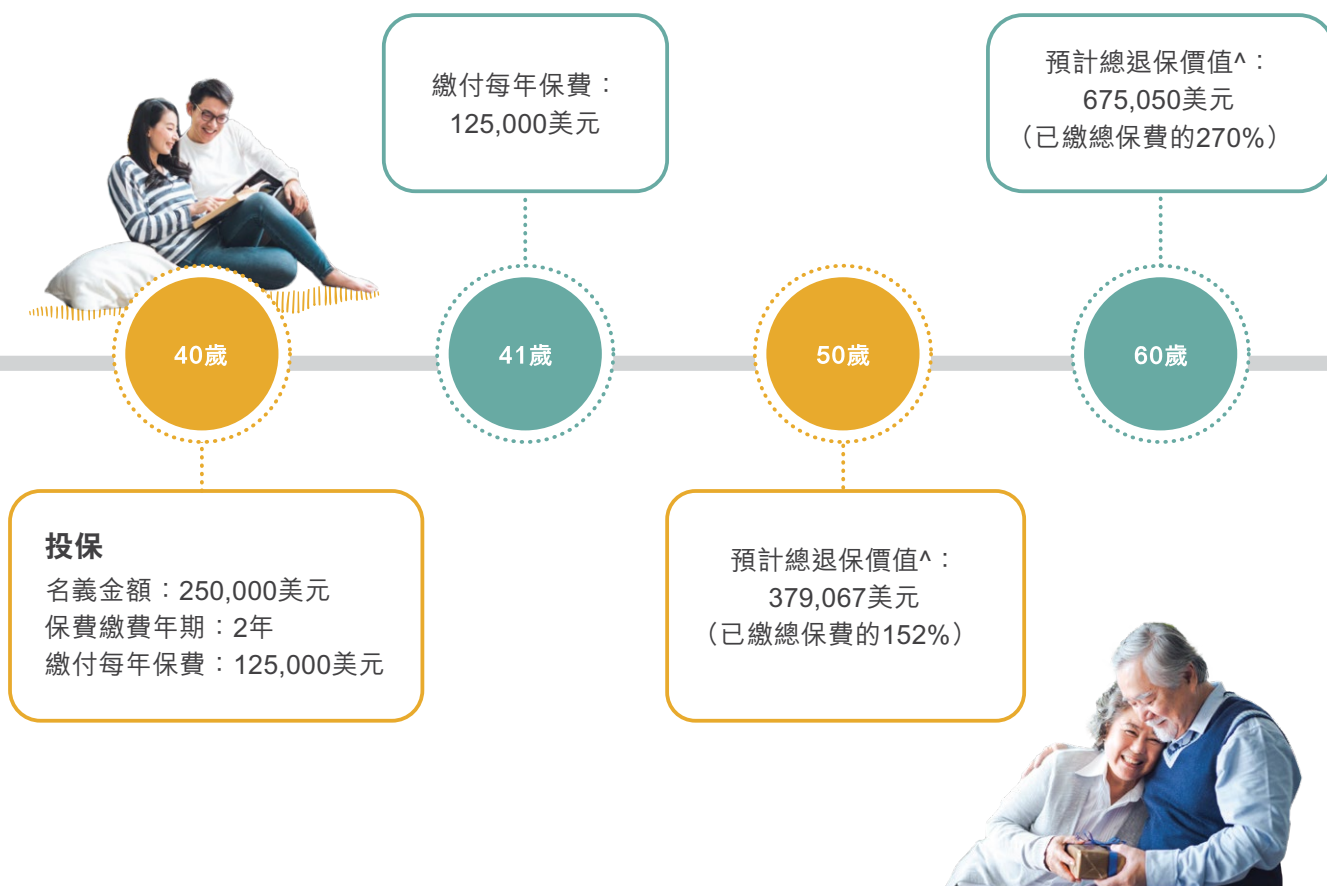 繳付每年保費：
125,000美元
預計總退保價值^：
675,050美元
（已繳總保費的270%）
40歲
41歲
50歲
60歲
投保
名義金額：250,000美元
保費繳費年期：2年
繳付每年保費：125,000美元
預計總退保價值^：
379,067美元
（已繳總保費的152%）